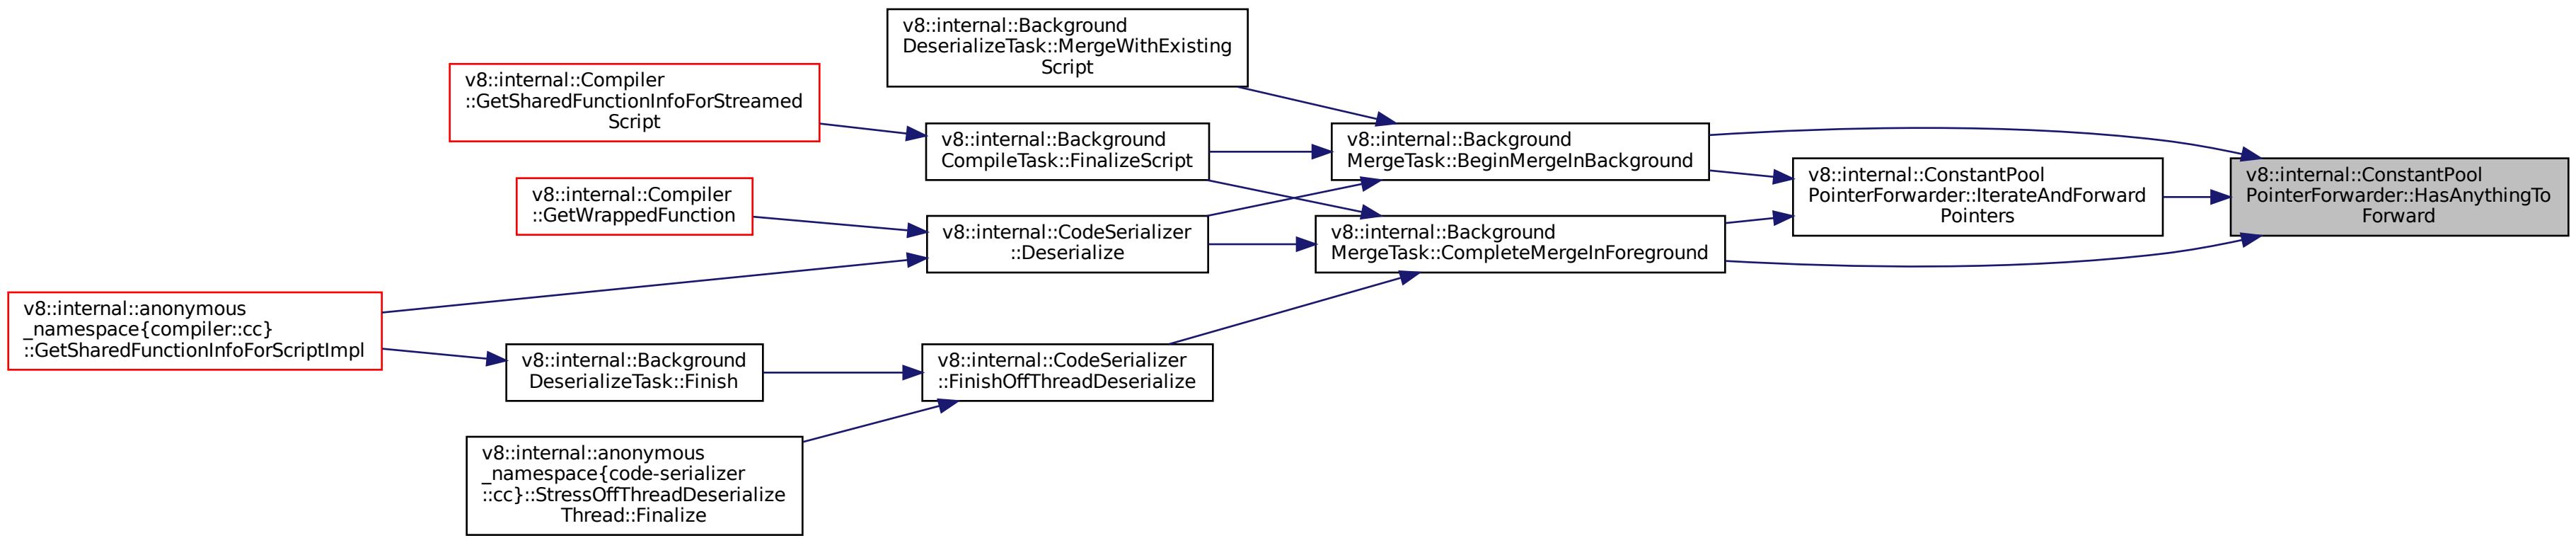 v8::internal::Background
DeserializeTask::MergeWithExisting
Script
v8::internal::Compiler
::GetSharedFunctionInfoForStreamed
Script
v8::internal::Background
CompileTask::FinalizeScript
v8::internal::Background
MergeTask::BeginMergeInBackground
v8::internal::ConstantPool
PointerForwarder::IterateAndForward
Pointers
v8::internal::ConstantPool
PointerForwarder::HasAnythingTo
Forward
v8::internal::Compiler
::GetWrappedFunction
v8::internal::CodeSerializer
::Deserialize
v8::internal::Background
MergeTask::CompleteMergeInForeground
v8::internal::anonymous
_namespace{compiler::cc}
::GetSharedFunctionInfoForScriptImpl
v8::internal::Background
DeserializeTask::Finish
v8::internal::CodeSerializer
::FinishOffThreadDeserialize
v8::internal::anonymous
_namespace{code-serializer
::cc}::StressOffThreadDeserialize
Thread::Finalize